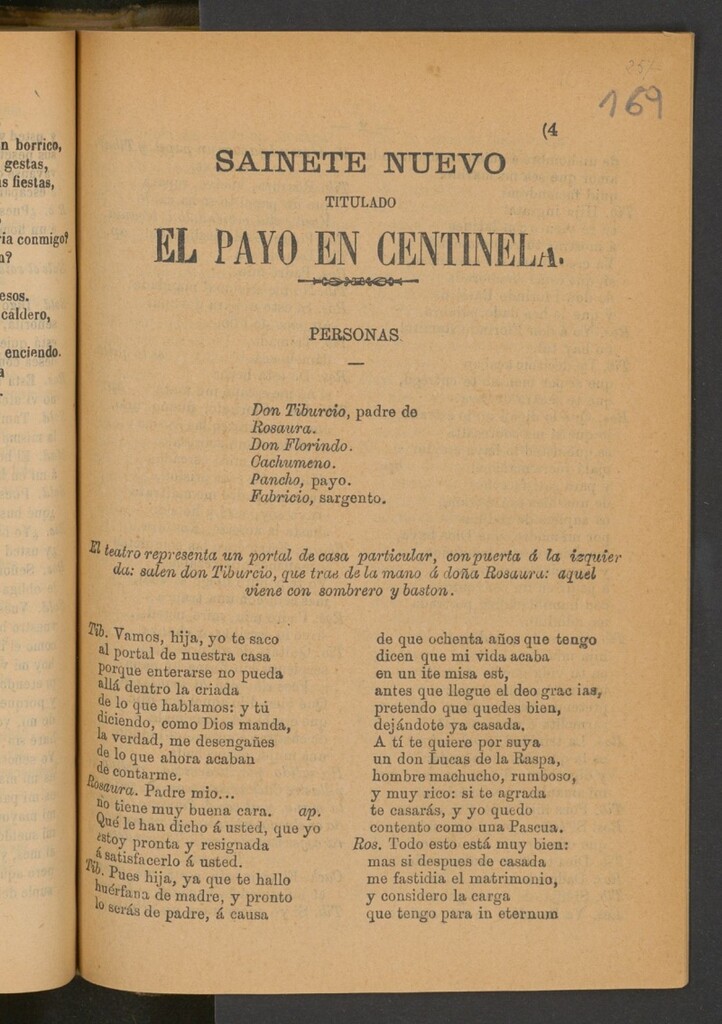 n borrico,
gestas,
s fiestas,
ria conmigo?
n?
esos.
caldero,
enciendo.
a
169
(4
SAINETE NUEVO
TITULADO
EL PAYO EN CENTINELA.
PERSONAS
Don Tiburcio, padre de
Rosaura.
Don Florindo.
Cachumeno.
Pancho, payo.
Fabricio, sargento.
El teatro representa un portal de casa particular, con puerta á la izquier
da: salen don Tiburcio, que trae de la mano á doña Rosaura: aquel
viene con sombrero y baston.
Tib. Vamos, hija, yo te saco
al portal de nuestra casa
porque enterarse no pueda
allá dentro la criada
de lo que hablamos: y tú
diciendo, como Dios manda,
la verdad, me desengañes
de lo que ahora acaban
de contarme.
Rosaura. Padre mio...
no tiene muy buena cara. ap.
Qué le han dicho á usted, que yo
estoy pronta y resignada
á satisfacerlo á usted.
Tib. Pues hija, ya que te hallo
huérfana de madre, y pronto
lo serás de padre, á causa
de que ochenta años que tengo
dicen que mi vida acaba
en un ite misa est,
antes que llegue el deo grac ias,
pretendo que quedes bien,
dejándote ya casada.
A tí te quiere por suya
un don Lucas de la Raspa,
hombre machucho, rumboso,
y muy rico: si te agrada
te casarás, y yo quedo
contento como una Pascua.
Ros. Todo esto está muy bien:
mas si despues de casada
me fastidia el matrimonio,
y considero la carga
que tengo para in eternum